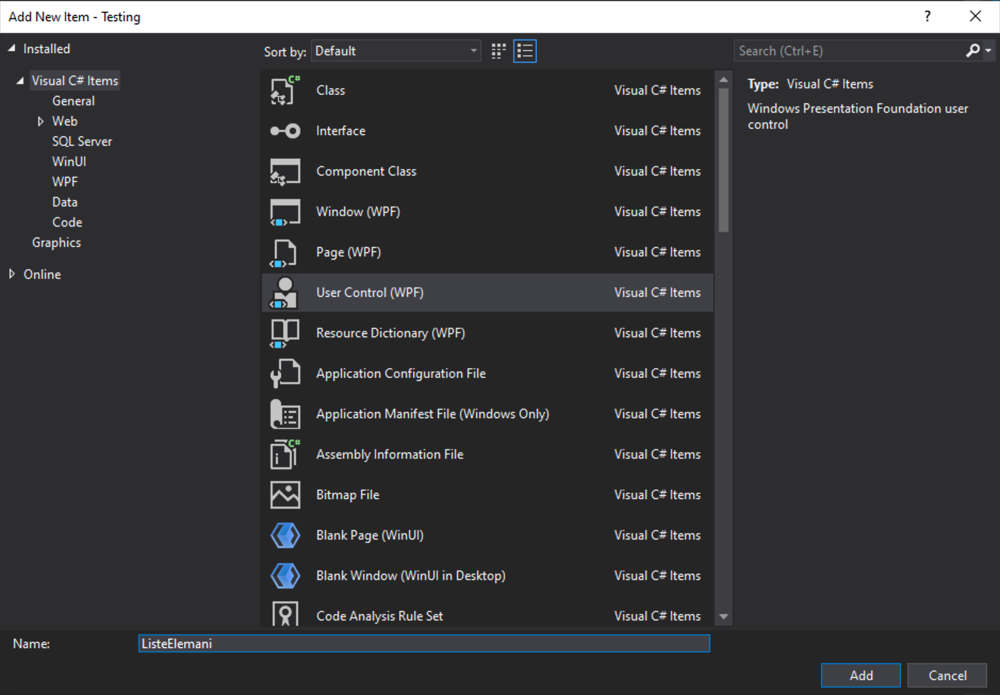 Add New Item - Testing
?
Installed
Visual C# Items
General
Web
SQL Server
WinUI
WPF
Data
Code
Graphics
Online
Sort by: Default
Search (Ctrl+E)
C# Class Visual C# Items
Interface Visual C# Items
Component Class Visual C# Items
Window (WPF) Visual C# Items
Page (WPF) Visual C# Items
User Control (WPF) Visual C# Items
Resource Dictionary (WPF) Visual C# Items
Application Configuration File Visual C# Items
Application Manifest File (Windows Only) Visual C# Items
C# Assembly Information File Visual C# Items
Bitmap File Visual C# Items
Blank Page (WinUI) Visual C# Items
Blank Window (WinUI in Desktop) Visual C# Items
Code Analysis Rule Set Visual C# Items
Type: Visual C# Items
Windows Presentation Foundation user
control
Name: ListeElemani
Add Cancel